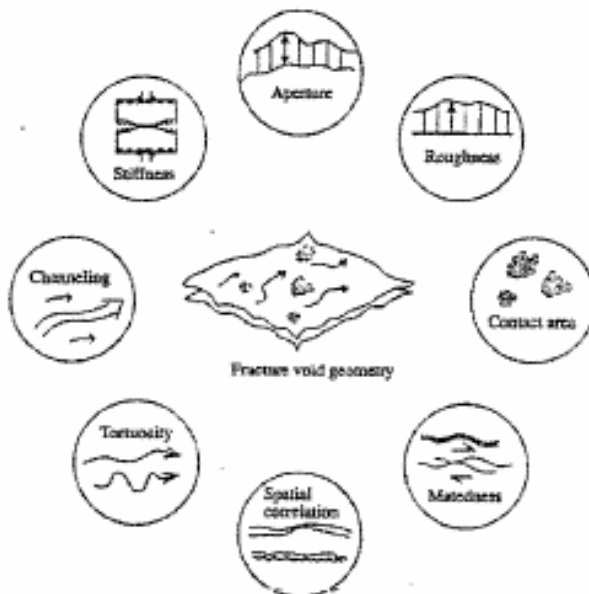 Aperture
Stiffness
Roughness
Channeling
Contact area
Fracture void geometry
Tortuosity
Matedness
Spatial
correlation